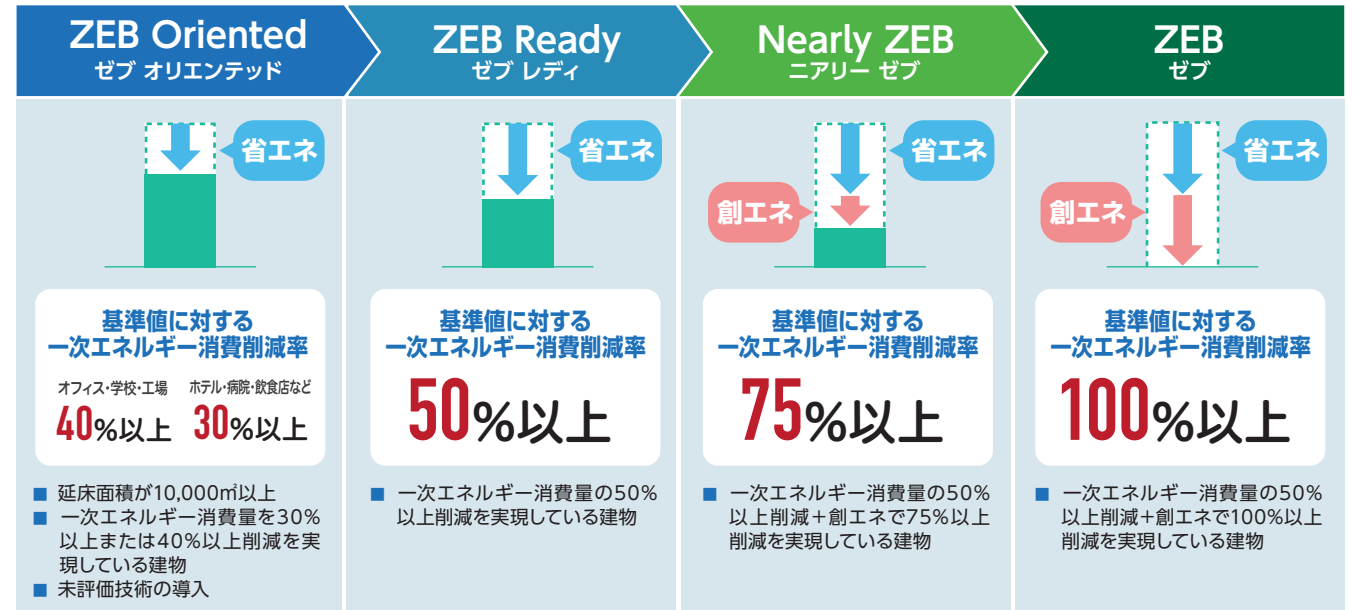 ZEB Oriented
ゼブ オリエンテッド
省エネ
基準値に対する
一次エネルギー消費削減率
オフィス・学校・工場
40%以上
ホテル・病院・飲食店など
30%以上
■ 延床面積が10,000㎡以上
■ 一次エネルギー消費量を30%
以上または40%以上削減を実
現している建物
■ 未評価技術の導入
ZEB Ready
ゼブ レディ
省エネ
基準値に対する
一次エネルギー消費削減率
50%以上
■ 一次エネルギー消費量の50%
以上削減を実現している建物
Nearly ZEB
ニアリー ゼブ
省エネ
創エネ
基準値に対する
一次エネルギー消費削減率
75%以上
■ 一次エネルギー消費量の50%
以上削減＋創エネで75%以上
削減を実現している建物
ZEB
ゼブ
省エネ
創エネ
基準値に対する
一次エネルギー消費削減率
100%以上
■ 一次エネルギー消費量の50%
以上削減＋創エネで100%以上
削減を実現している建物